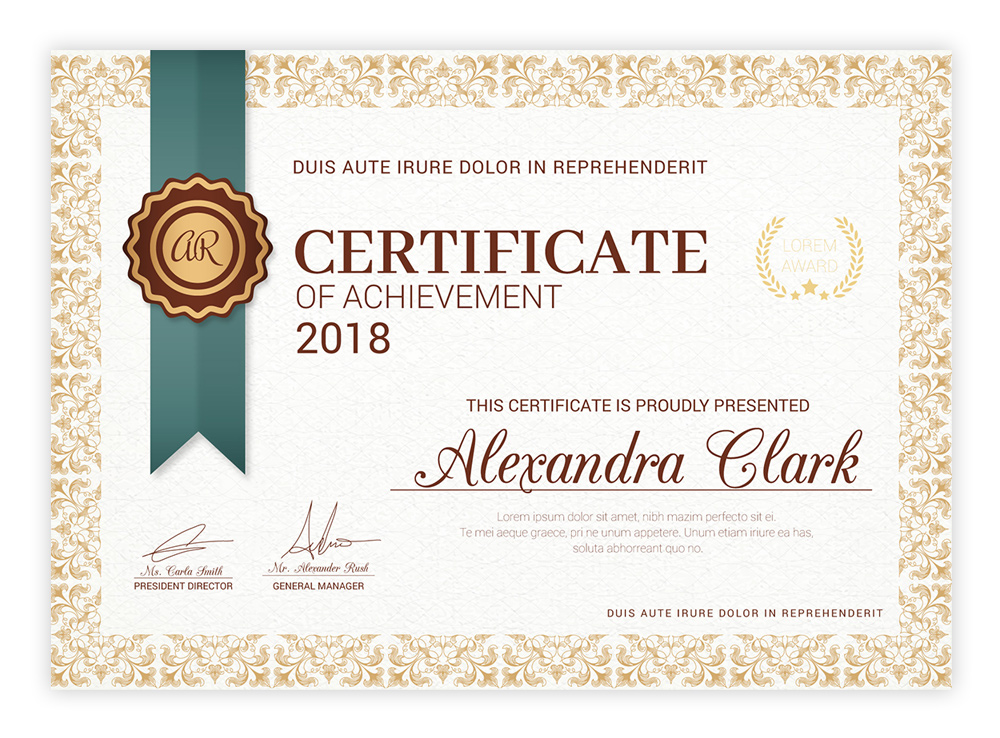 DUIS AUTE IRURE DOLOR IN REPREHENDERIT
AR
CERTIFICATE
OF ACHIEVEMENT
2018
LOREM
AWARD
THIS CERTIFICATE IS PROUDLY PRESENTED
Alexandra Clark
Lorem ipsum dolor sit amet, nibh mazim perfecto sit ei.
Te mei aeque graece, pri ne unum appetere. Unum etiam iriure ea has,
soluta abhorreant quo no.
Ms. Carla Smith
PRESIDENT DIRECTOR
Mr. Alexander Rush
GENERAL MANAGER
DUIS AUTE IRURE DOLOR IN REPREHENDERIT